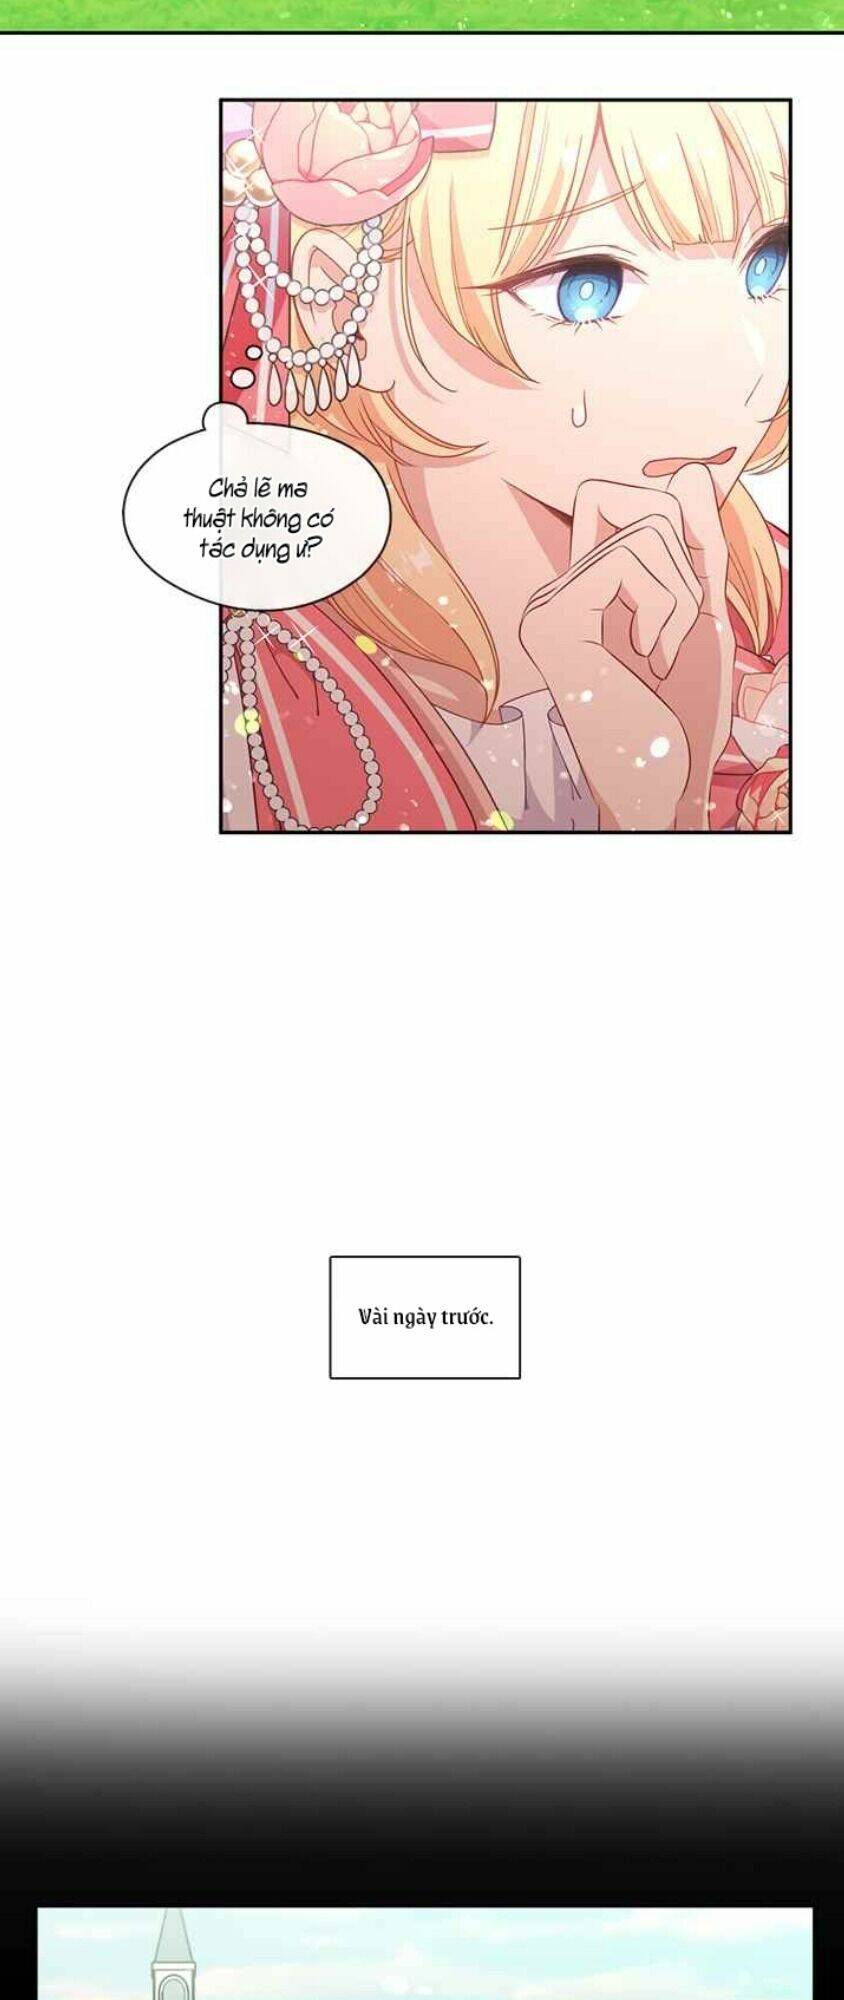 Chả lẽ ma
thuật không có
tác dụng ư?
Vài ngày trước.